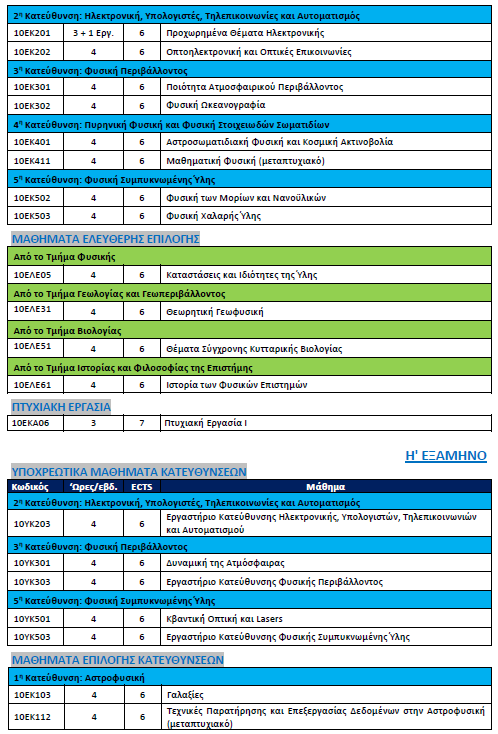 2η Κατεύθυνση: Ηλεκτρονική, Υπολογιστές, Τηλεπικοινωνίες και Αυτοματισμός
10ΕΚ201 3 + 1 Εργ. 6 Προχωρημένα Θέματα Ηλεκτρονικής
10ΕΚ202 4 6 Οπτοηλεκτρονική και Οπτικές Επικοινωνίες
3η Κατεύθυνση: Φυσική Περιβάλλοντος
10ΕΚ301 4 6 Ποιότητα Ατμοσφαιρικού Περιβάλλοντος
10ΕΚ302 4 6 Φυσική Ωκεανογραφία
4η Κατεύθυνση: Πυρηνική Φυσική και Φυσική Στοιχειωδών Σωματιδίων
10ΕΚ401 4 6 Αστροσωματιδιακή Φυσική και Κοσμική Ακτινοβολία
10ΕΚ411 4 6 Μαθηματική Φυσική (μεταπτυχιακό)
5η Κατεύθυνση: Φυσική Συμπυκνωμένης Ύλης
10ΕΚ502 4 6 Φυσική των Μορίων και Νανοϋλικών
10ΕΚ503 4 6 Φυσική Χαλαρής Ύλης
ΜΑΘΗΜΑΤΑ ΕΛΕΥΘΕΡΗΣ ΕΠΙΛΟΓΗΣ
Από το Τμήμα Φυσικής
10ΕΛΕ05 4 6 Καταστάσεις και Ιδιότητες της Ύλης
Από το Τμήμα Γεωλογίας και Γεωπεριβάλλοντος
10ΕΛΕ31 4 6 Θεωρητική Γεωφυσική
Από το Τμήμα Βιολογίας
10ΕΛΕ51 4 6 Θέματα Σύγχρονης Κυτταρικής Βιολογίας
Από το Τμήμα Ιστορίας και Φιλοσοφίας της Επιστήμης
10ΕΛΕ61 4 6 Ιστορία των Φυσικών Επιστημών
ΠΤΥΧΙΑΚΗ ΕΡΓΑΣΙΑ
10ΕΚΑ06 3 7 Πτυχιακή Εργασία Ι
Η' ΕΞΑΜΗΝΟ
ΥΠΟΧΡΕΩΤΙΚΑ ΜΑΘΗΜΑΤΑ ΚΑΤΕΥΘΥΝΣΕΩΝ
Κωδικός Ώρες/εβδ. ECTS Μάθημα
2η Κατεύθυνση: Ηλεκτρονική, Υπολογιστές, Τηλεπικοινωνίες και Αυτοματισμός
10ΥΚ203 4 6 Εργαστήριο Κατεύθυνσης Ηλεκτρονικής, Υπολογιστών, Τηλεπικοινωνιών
και Αυτοματισμού
3η Κατεύθυνση: Φυσική Περιβάλλοντος
10ΥΚ301 4 6 Δυναμική της Ατμόσφαιρας
10ΥΚ303 4 6 Εργαστήριο Κατεύθυνσης Φυσικής Περιβάλλοντος
5η Κατεύθυνση: Φυσική Συμπυκνωμένης Ύλης
10ΥΚ501 4 6 Κβαντική Οπτική και Lasers
10ΥΚ503 4 6 Εργαστήριο Κατεύθυνσης Φυσικής Συμπυκνωμένης Ύλης
ΜΑΘΗΜΑΤΑ ΕΠΙΛΟΓΗΣ ΚΑΤΕΥΘΥΝΣΕΩΝ
1η Κατεύθυνση: Αστροφυσική
10ΕΚ103 4 6 Γαλαξίες
10ΕΚ112 4 6 Τεχνικές Παρατήρησης και Επεξεργασίας Δεδομένων στην Αστροφυσική
(μεταπτυχιακό)